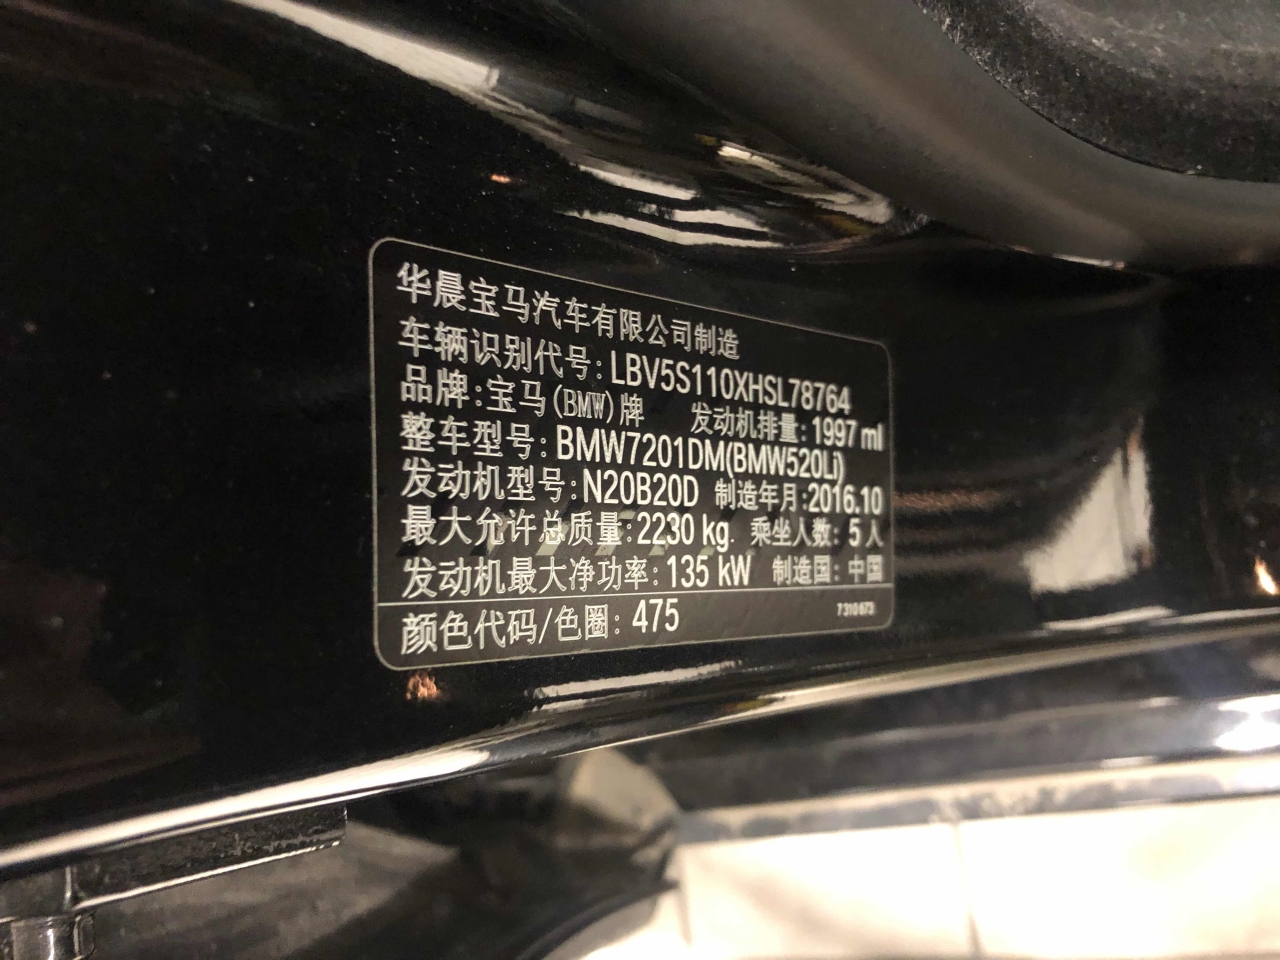 华晨宝马汽车有限公司制造
车辆识别代号: LBV5S110XHSL78764
品牌: 宝马(BMW)牌 发动机排量: 1997 ml
整车型号: BMW7201DM(BMW520Li)
发动机型号: N20B20D 制造年月: 2016.10
最大允许总质量: 2230 kg. 乘坐人数: 5 人
发动机最大净功率: 135 kW 制造国: 中国
颜色代码/色圈: 475 7310673